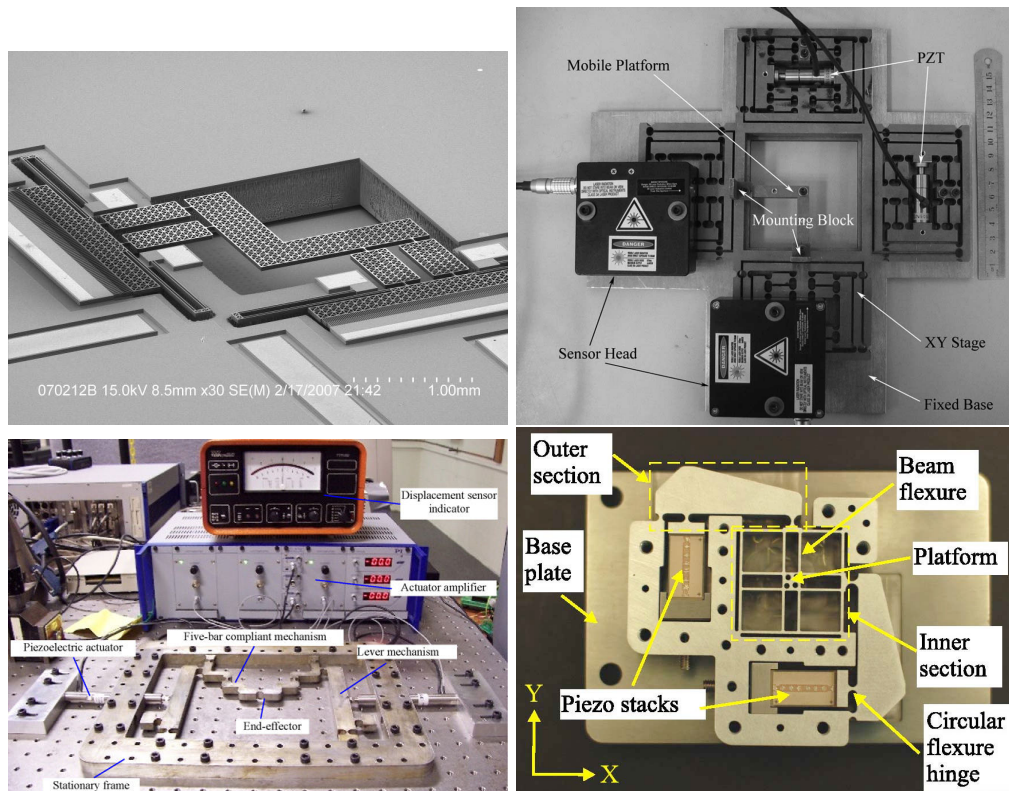 070212B 15.0kV 8.5mm x30 SE(M) 2/17/2007 21:42
1.00mm
Mobile Platform
PZT
Mounting Block
DANGER
Sensor Head
XY Stage
Fixed Base
Displacement sensor
indicator
Actuator amplifier
Five-bar compliant mechanism
Piezoelectric actuator
Lever mechanism
End-effector
Stationary frame
Outer
section
Beam
flexure
Base
plate
Platform
Inner
section
Piezo stacks
Y
X
Circular
flexure
hinge